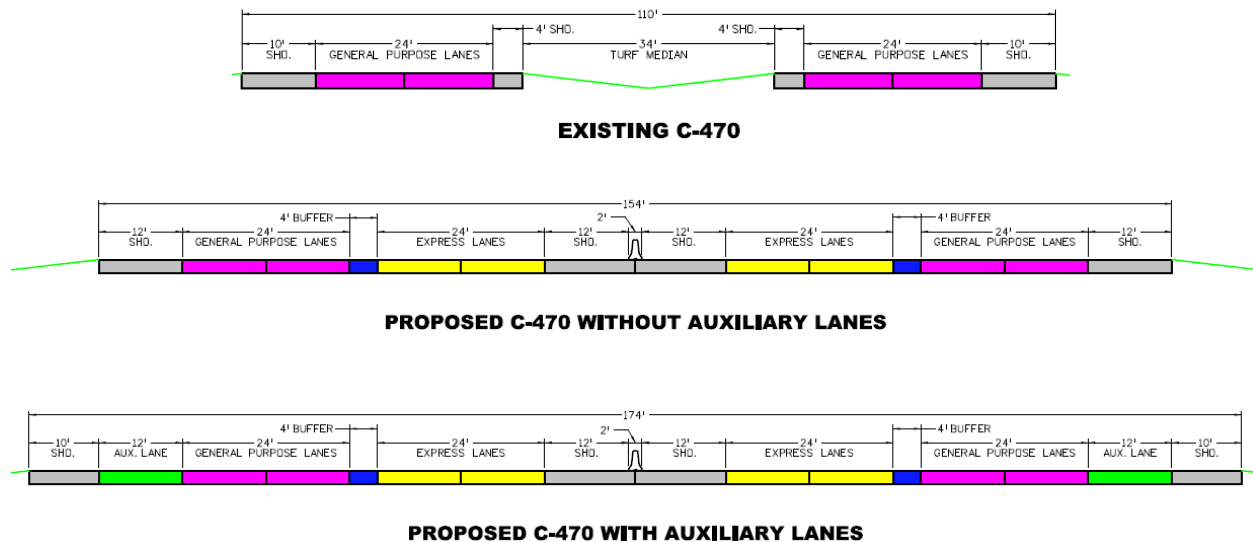 110'
4' SHO. 4' SHO.
10' 24' 34' 24' 10'
SHO. GENERAL PURPOSE LANES TURF MEDIAN GENERAL PURPOSE LANES SHO.
EXISTING C-470
154'
4' BUFFER 2' 4' BUFFER
12' 24' 24' 12' 12' 24' 24' 12'
SHO. GENERAL PURPOSE LANES EXPRESS LANES SHO. SHO. EXPRESS LANES GENERAL PURPOSE LANES SHO.
PROPOSED C-470 WITHOUT AUXILIARY LANES
174'
4' BUFFER 2' 4' BUFFER
10' 12' 24' 24' 12' 12' 24' 24' 12' 10'
SHO. AUX. LANE GENERAL PURPOSE LANES EXPRESS LANES SHO. SHO. EXPRESS LANES GENERAL PURPOSE LANES AUX. LANE SHO.
PROPOSED C-470 WITH AUXILIARY LANES